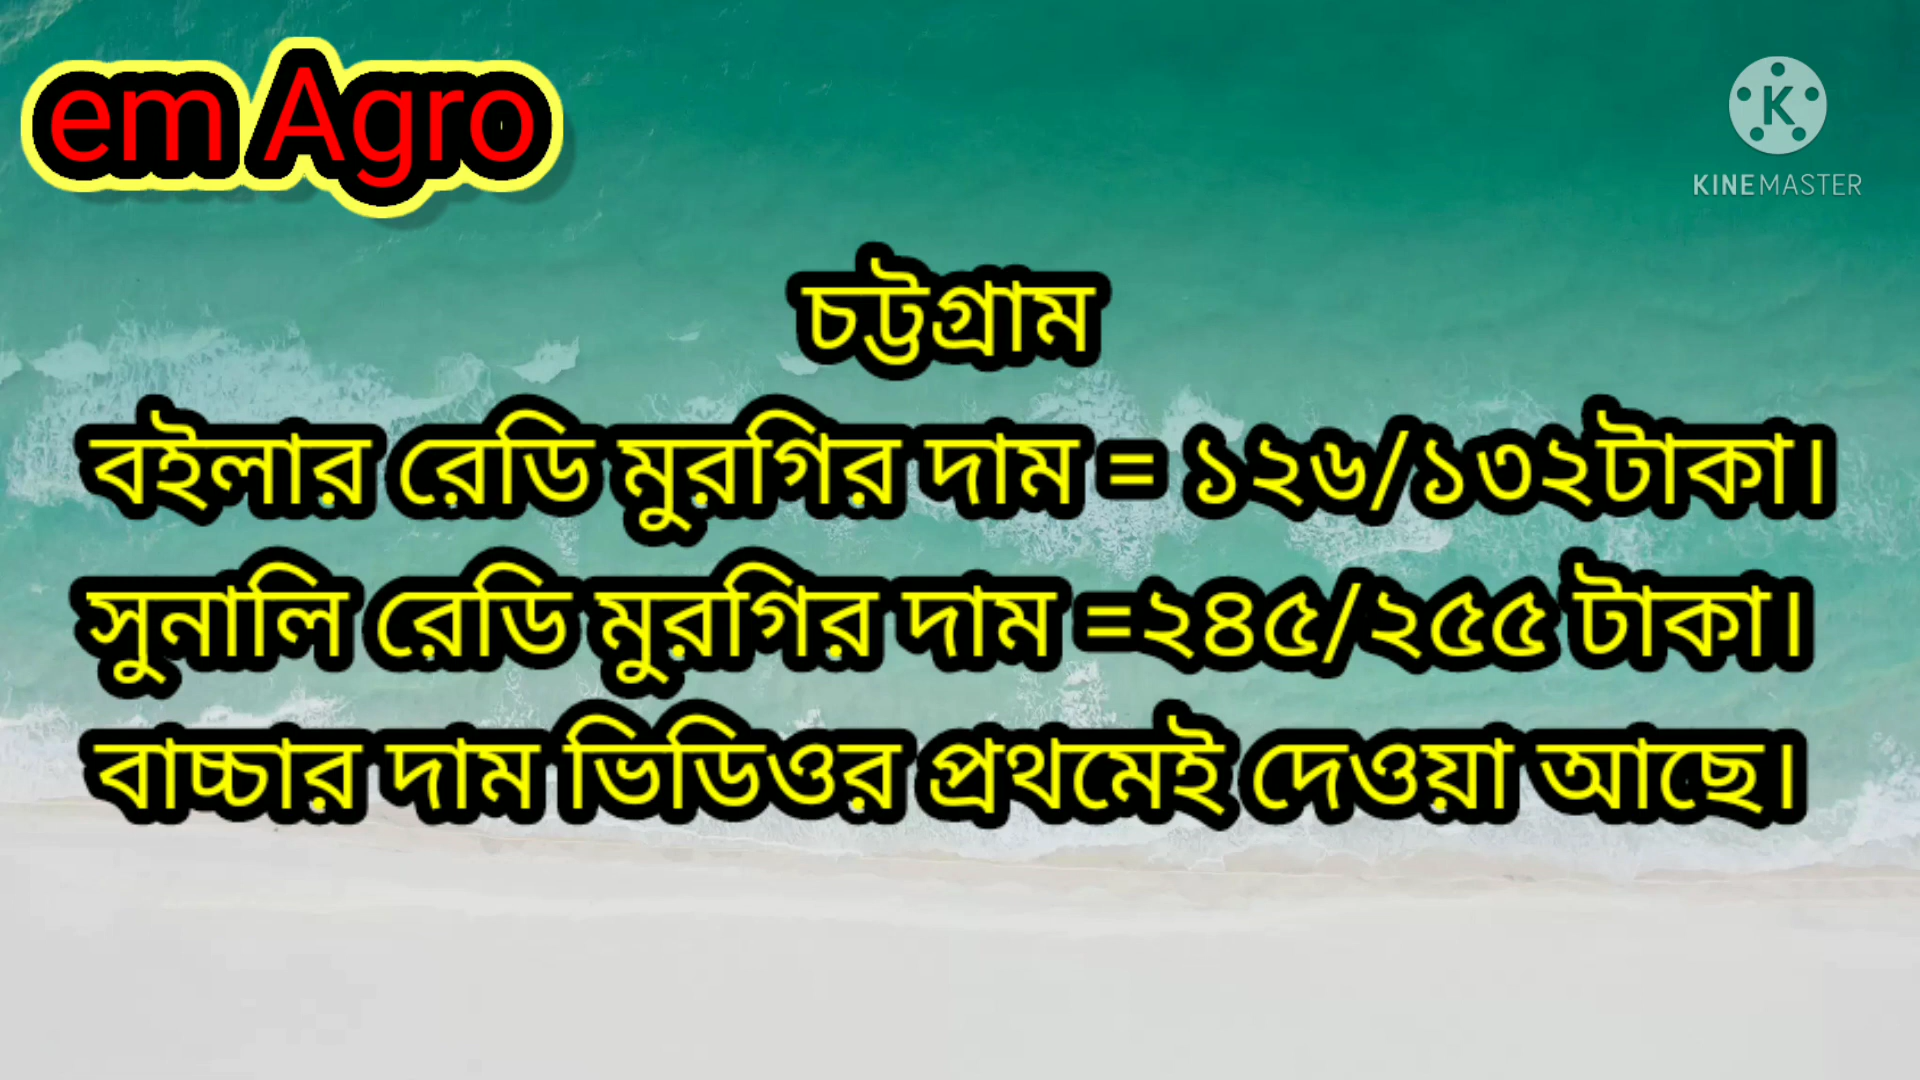 em Agro
KINEMASTER
চট্টগ্রাম
বইলার রেডি মুরগির দাম = ১২৬/১৩২টাকা।
সুনালি রেডি মুরগির দাম =২৪৫/২৫৫ টাকা।
বাচ্চার দাম ভিডিওর প্রথমেই দেওয়া আছে।